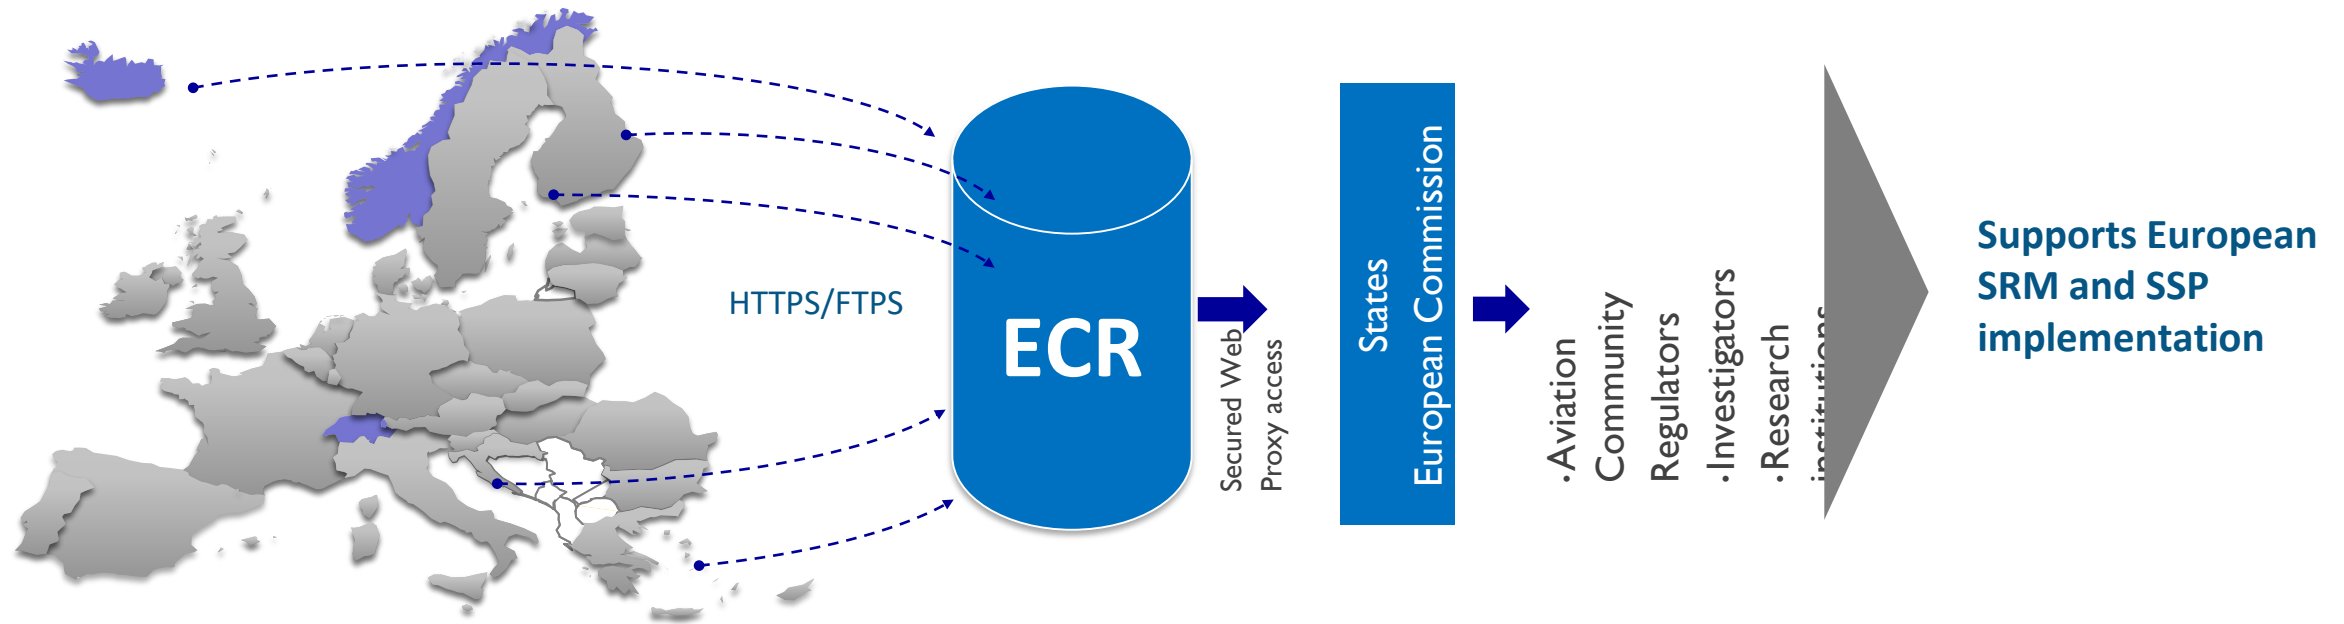 HTTPS/FTPS
ECR
Secured Web
Proxy access
States
European Commission
·Aviation
Community
Regulators
·Investigators
·Research
institutions
Supports European
SRM and SSP
implementation